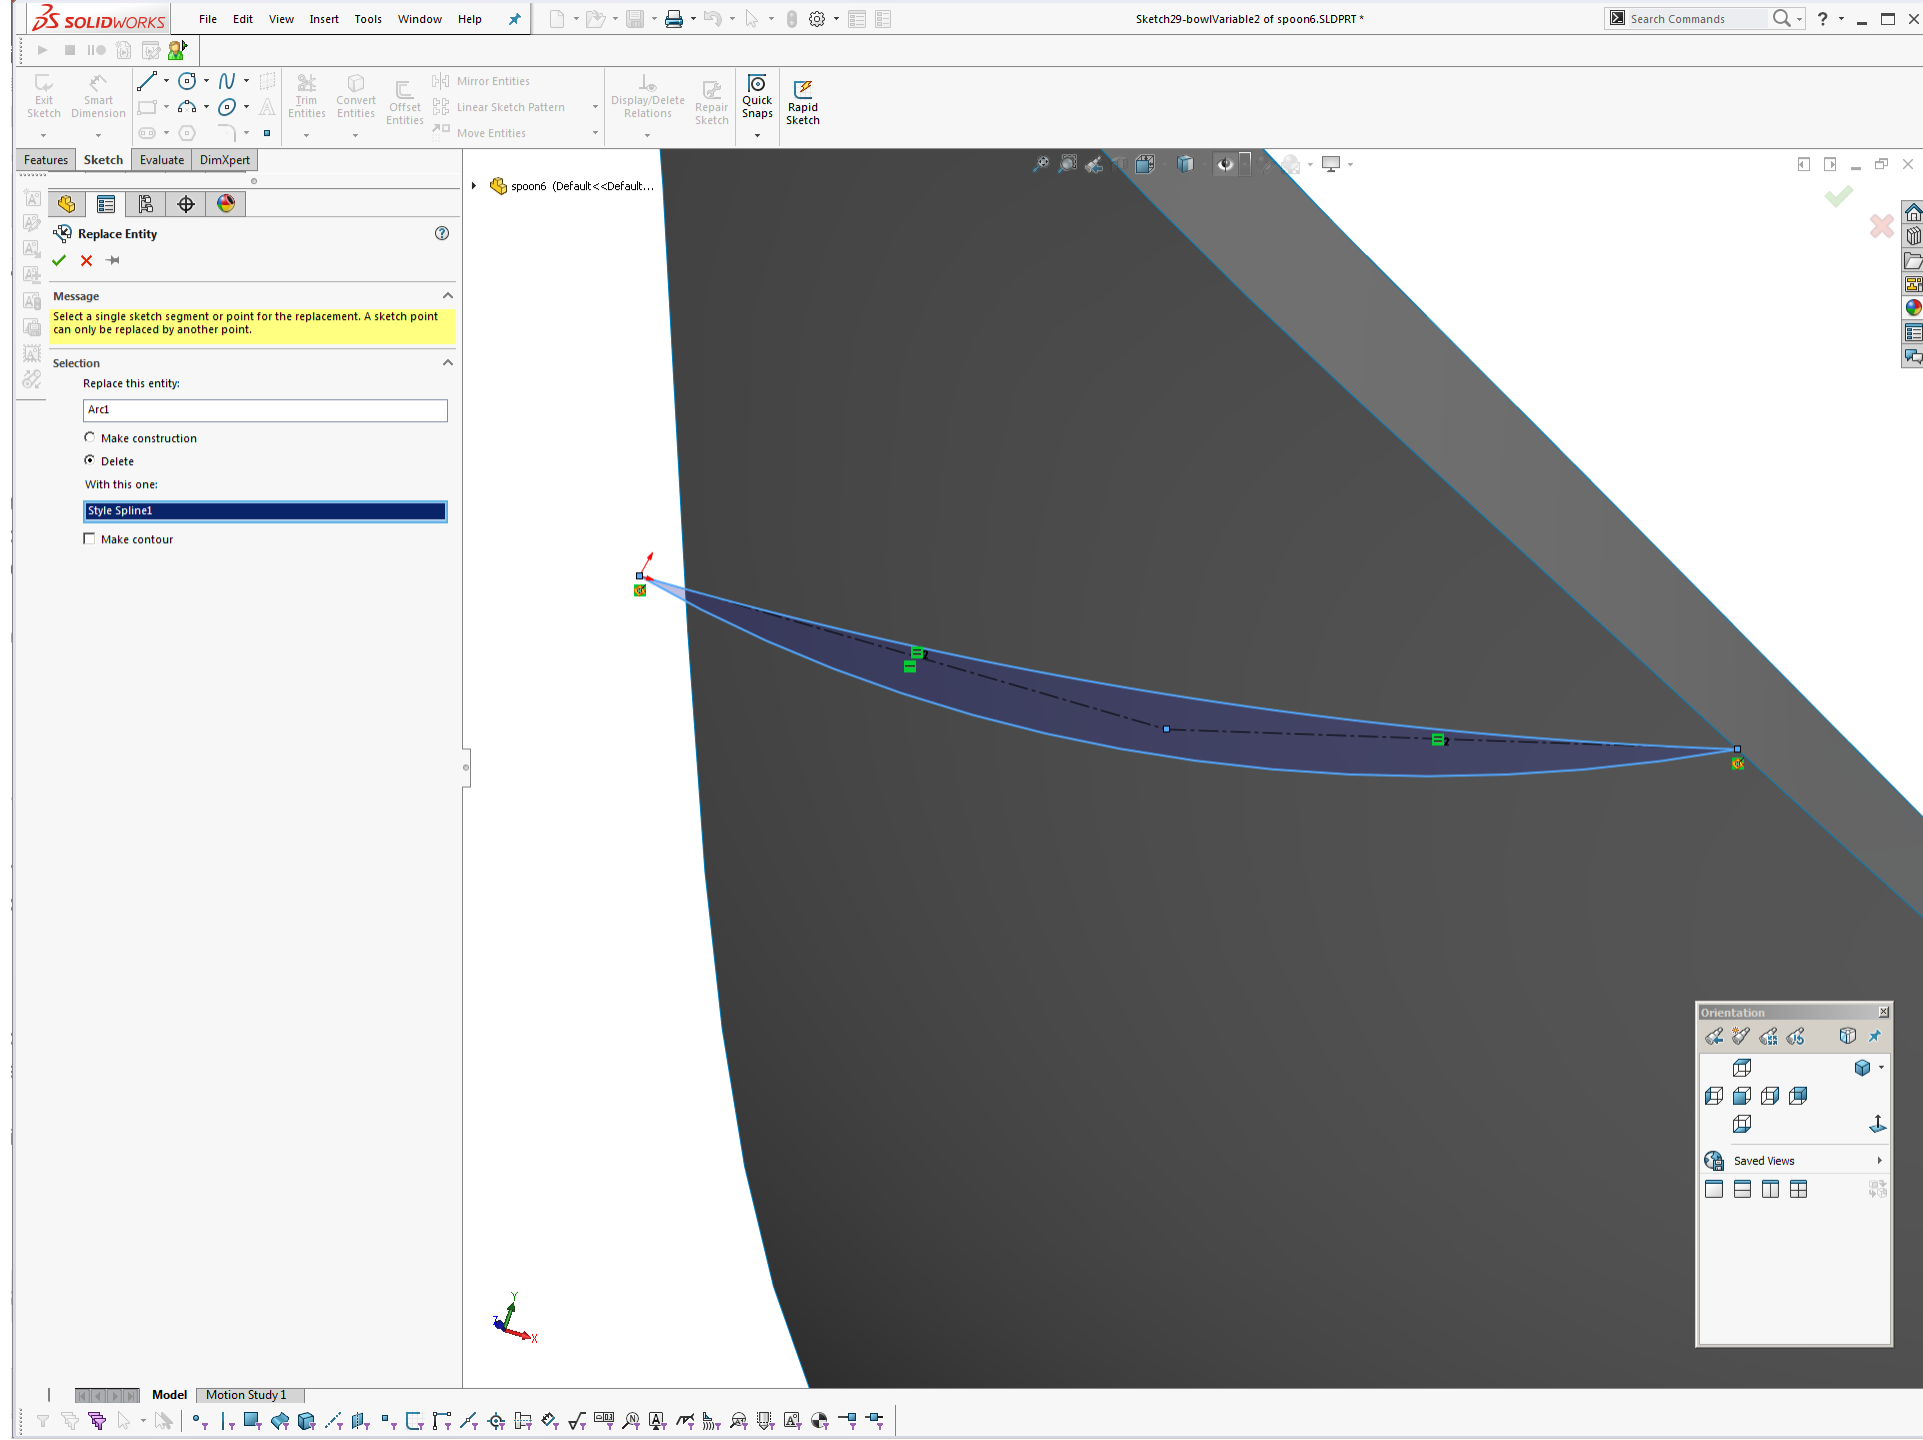 SOLIDWORKS
File Edit View Insert Tools Window Help
Sketch29-bowlVariable2 of spoon6.SLDPRT *
Search Commands
?
Exit Sketch
Smart Dimension
Trim Entities
Convert Entities
Offset Entities
Mirror Entities
Linear Sketch Pattern
Move Entities
Display/Delete Relations
Repair Sketch
Quick Snaps
Rapid Sketch
Features Sketch Evaluate DimXpert
spoon6 (Default<<Default...
Replace Entity
Message
Select a single sketch segment or point for the replacement. A sketch point
can only be replaced by another point.
Selection
Replace this entity:
Arc1
Make construction
Delete
With this one:
Style Spline1
Make contour
2
2
Orientation
Saved Views
Y
Z
X
Model Motion Study 1